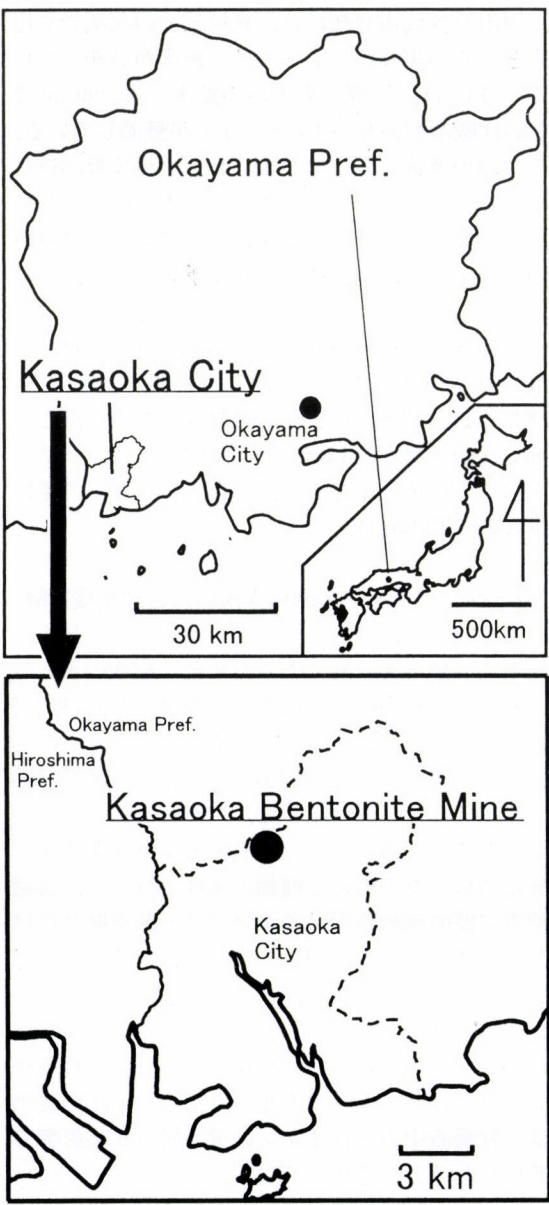 Okayama Pref.
Kasaoka City
Okayama
City
30 km
500km
Okayama Pref.
Hiroshima
Pref.
Kasaoka Bentonite Mine
Kasaoka
City
3 km